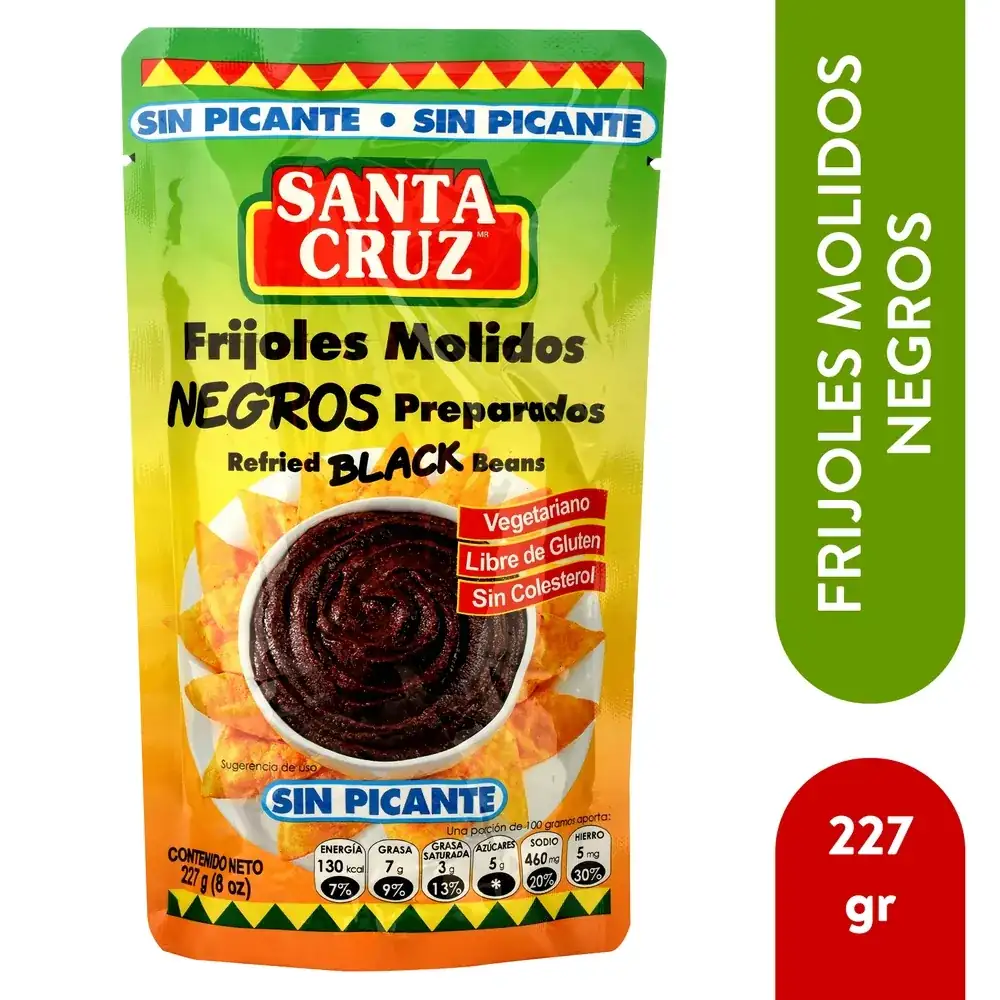 SIN PICANTE • SIN PICANTE
SANTA
CRUZ
MR
Frijoles Molidos
NEGROS Preparados
Refried BLACK Beans
Vegetariano
Libre de Gluten
Sin Colesterol
Sugerencia de uso
SIN PICANTE
Una porción de 100 gramos aporta:
CONTENIDO NETO
227 g (8 oz)
ENERGÍA
130 kcal
7%
GRASA
7 g
9%
GRASA
SATURADA
3 g
13%
AZÚCARES
5 g
*
SODIO
460 mg
20%
HIERRO
5 mg
30%
FRIJOLES MOLIDOS
NEGROS
227
gr